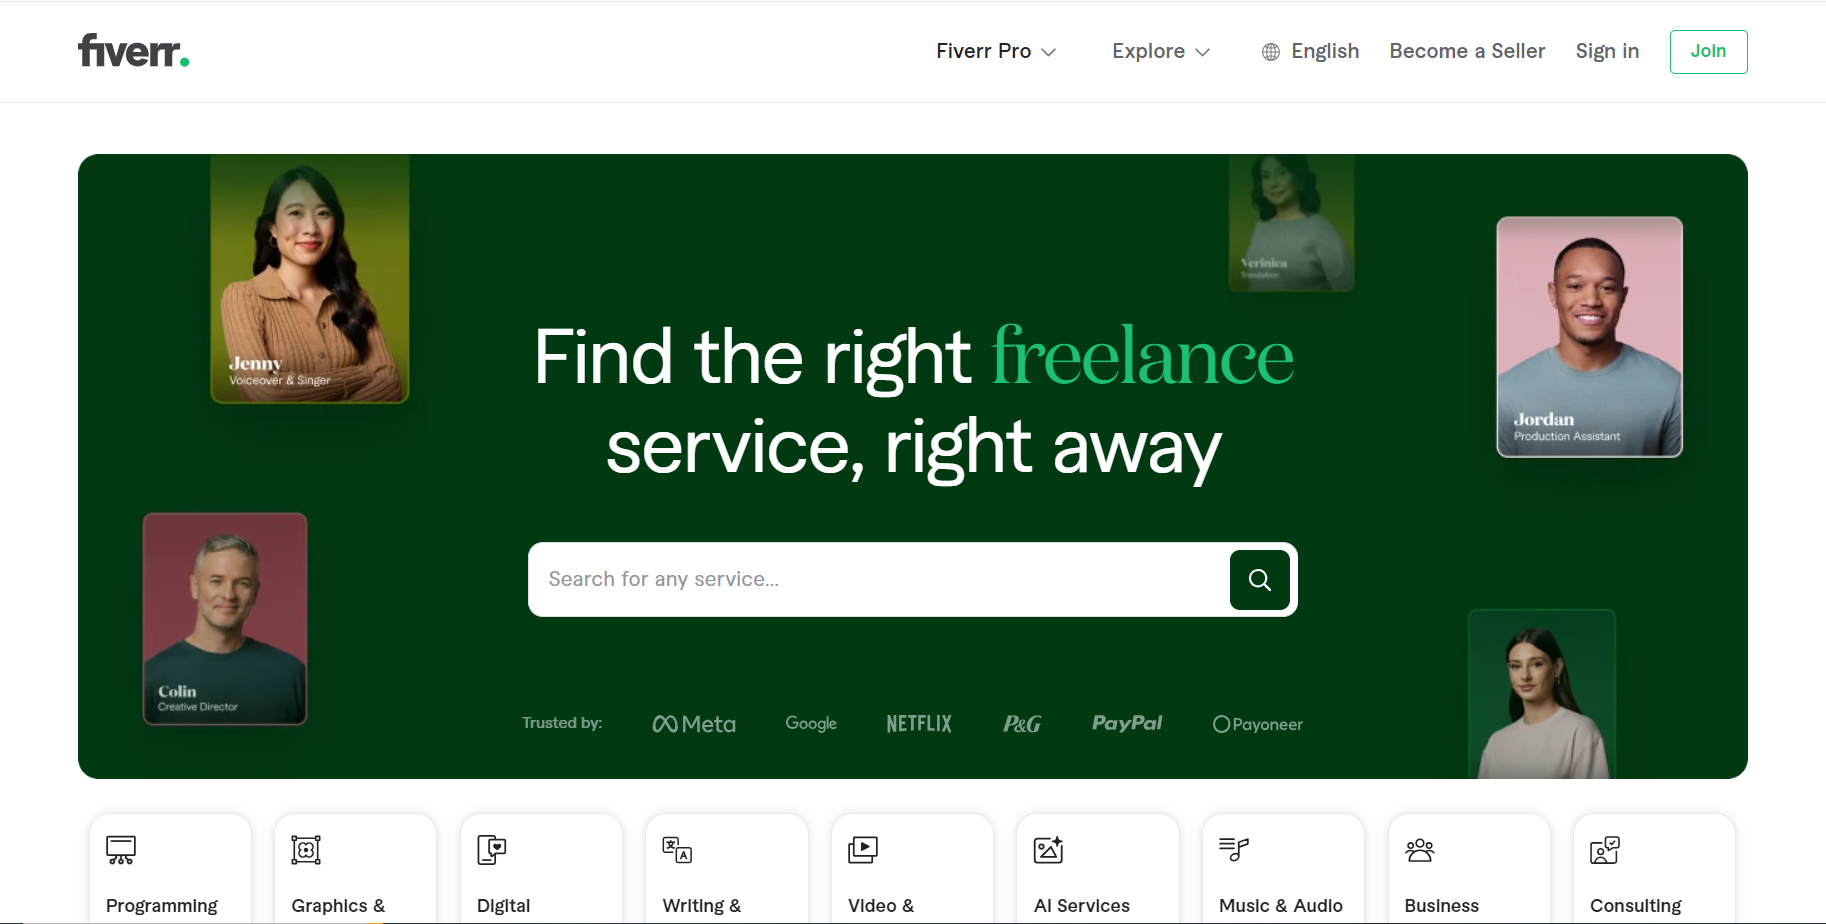 fiverr.
Fiverr Pro
Explore
English
Become a Seller
Sign in
Join
Jenny
Voiceover & Singer
Verinica
Translation
Jordan
Production Assistant
Find the right freelance
service, right away
Search for any service...
Colin
Creative Director
Trusted by:
Meta
Google
NETFLIX
P&G
PayPal
Payoneer
Programming
Graphics &
Digital
Writing &
Video &
AI Services
Music & Audio
Business
Consulting
文
A